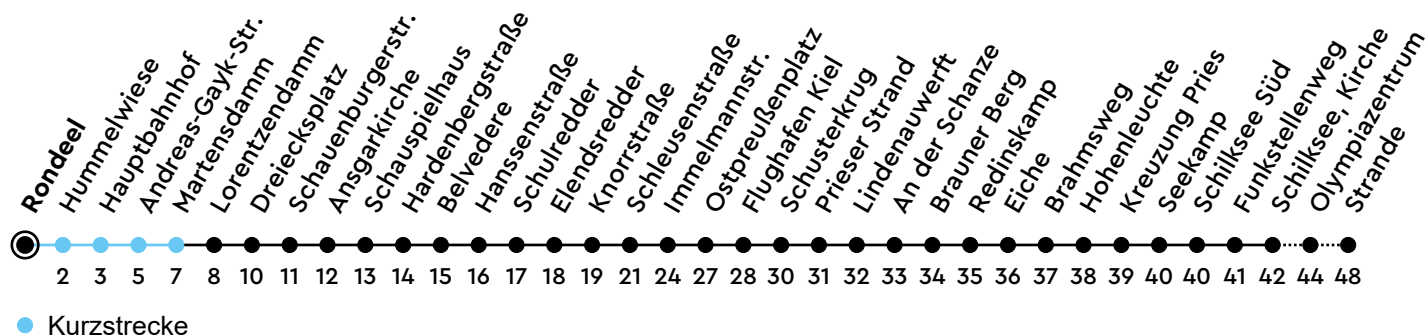 Rondeel
Hummelwiese
Hauptbahnhof
Andreas-Gayk-Str.
Martensdamm
Lorentzendamm
Dreiecksplatz
Schauenburgerstr.
Ansgarkirche
Schauspielhaus
Hardenbergstraße
Belvedere
Hanssenstraße
Schulredder
Elendsredder
Knorrstraße
Schleusenstraße
Immelmannstr.
Ostpreußenplatz
Flughafen Kiel
Schusterkrug
Prieser Strand
Lindenauwerft
An der Schanze
Brauner Berg
Redinskamp
Eiche
Brahmsweg
Hohenleuchte
Kreuzung Pries
Seekamp
Schilksee Süd
Funkstellenweg
Schilksee, Kirche
Olympiazentrum
Strande
2 3 5 7 8 10 11 12 13 14 15 16 17 18 19 21 24 27 28 30 31 32 33 34 35 36 37 38 39 40 40 41 42 44 48
Kurzstrecke